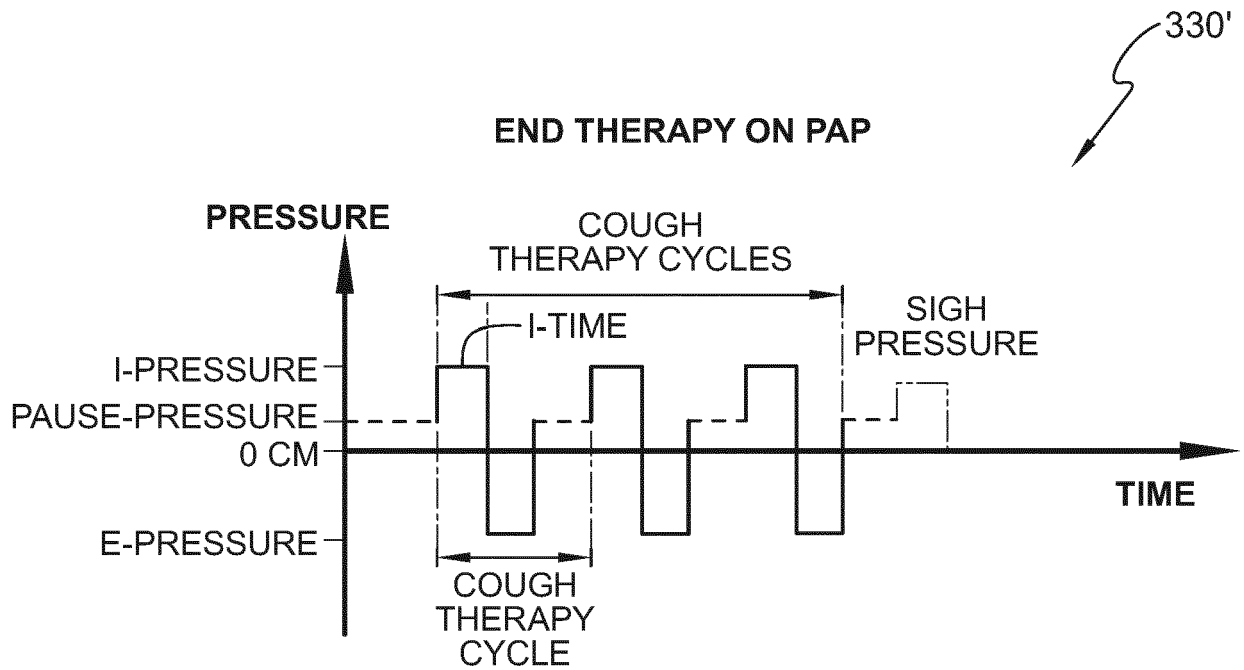 330'
END THERAPY ON PAP
PRESSURE
COUGH
THERAPY CYCLES
SIGH
PRESSURE
I-TIME
I-PRESSURE
PAUSE-PRESSURE
0 CM
TIME
E-PRESSURE
COUGH
THERAPY
CYCLE